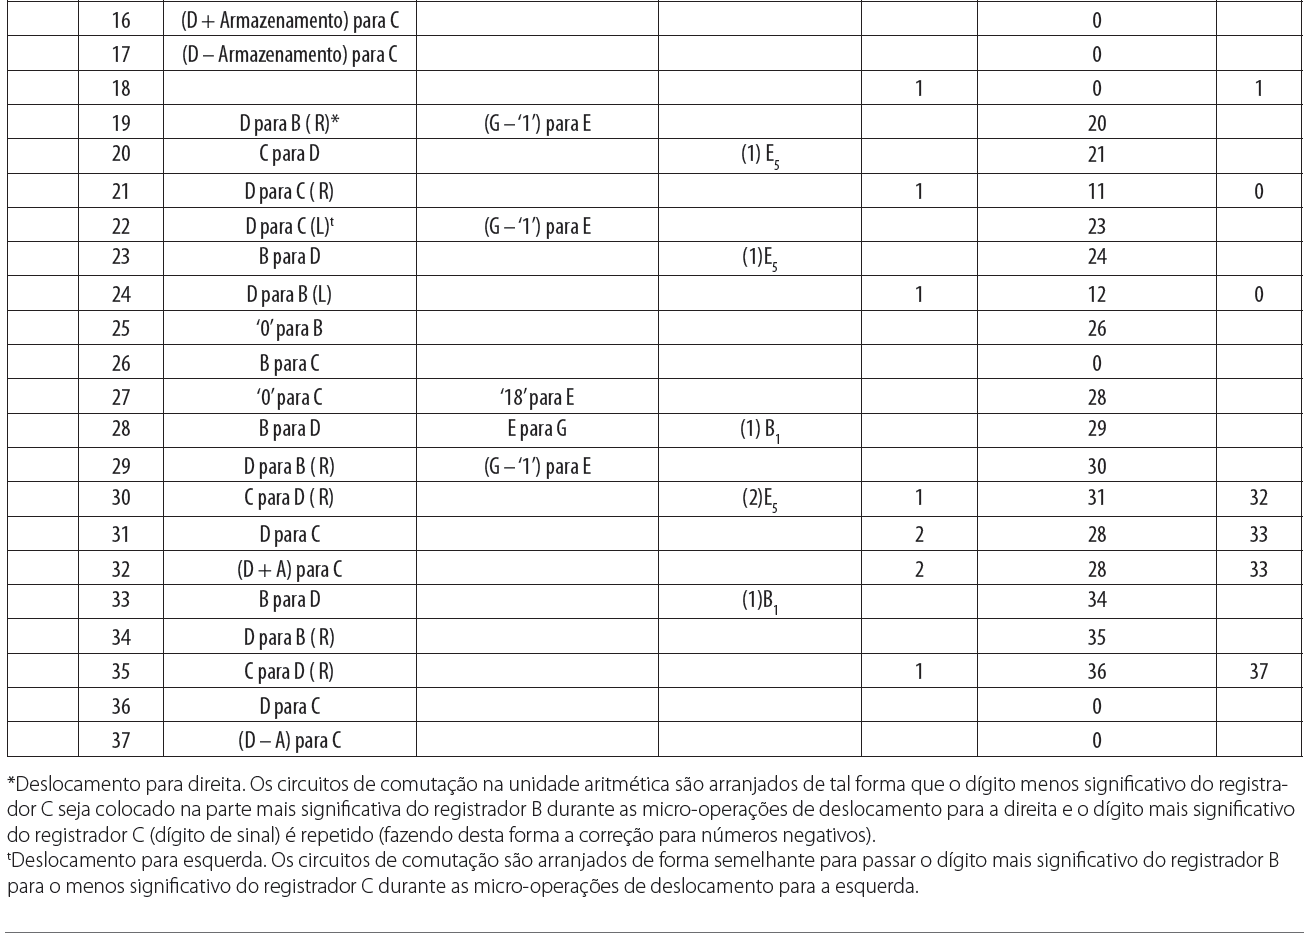 16 (D + Armazenamento) para C 0
17 (D – Armazenamento) para C 0
18 1 0 1
19 D para B ( R)* (G – ‘1’) para E 20
20 C para D (1) E5 21
21 D para C ( R) 1 11 0
22 D para C (L)t (G – ‘1’) para E 23
23 B para D (1)E5 24
24 D para B (L) 1 12 0
25 ‘0’ para B 26
26 B para C 0
27 ‘0’ para C ‘18’ para E 28
28 B para D E para G (1) B1 29
29 D para B ( R) (G – ‘1’) para E 30
30 C para D ( R) (2)E5 1 31 32
31 D para C 2 28 33
32 (D + A) para C 2 28 33
33 B para D (1)B1 34
34 D para B ( R) 35
35 C para D ( R) 1 36 37
36 D para C 0
37 (D – A) para C 0
*Deslocamento para direita. Os circuitos de comutação na unidade aritmética são arranjados de tal forma que o dígito menos significativo do registra-
dor C seja colocado na parte mais significativa do registrador B durante as micro-operações de deslocamento para a direita e o dígito mais significativo
do registrador C (dígito de sinal) é repetido (fazendo desta forma a correção para números negativos).
tDeslocamento para esquerda. Os circuitos de comutação são arranjados de forma semelhante para passar o dígito mais significativo do registrador B
para o menos significativo do registrador C durante as micro-operações de deslocamento para a esquerda.